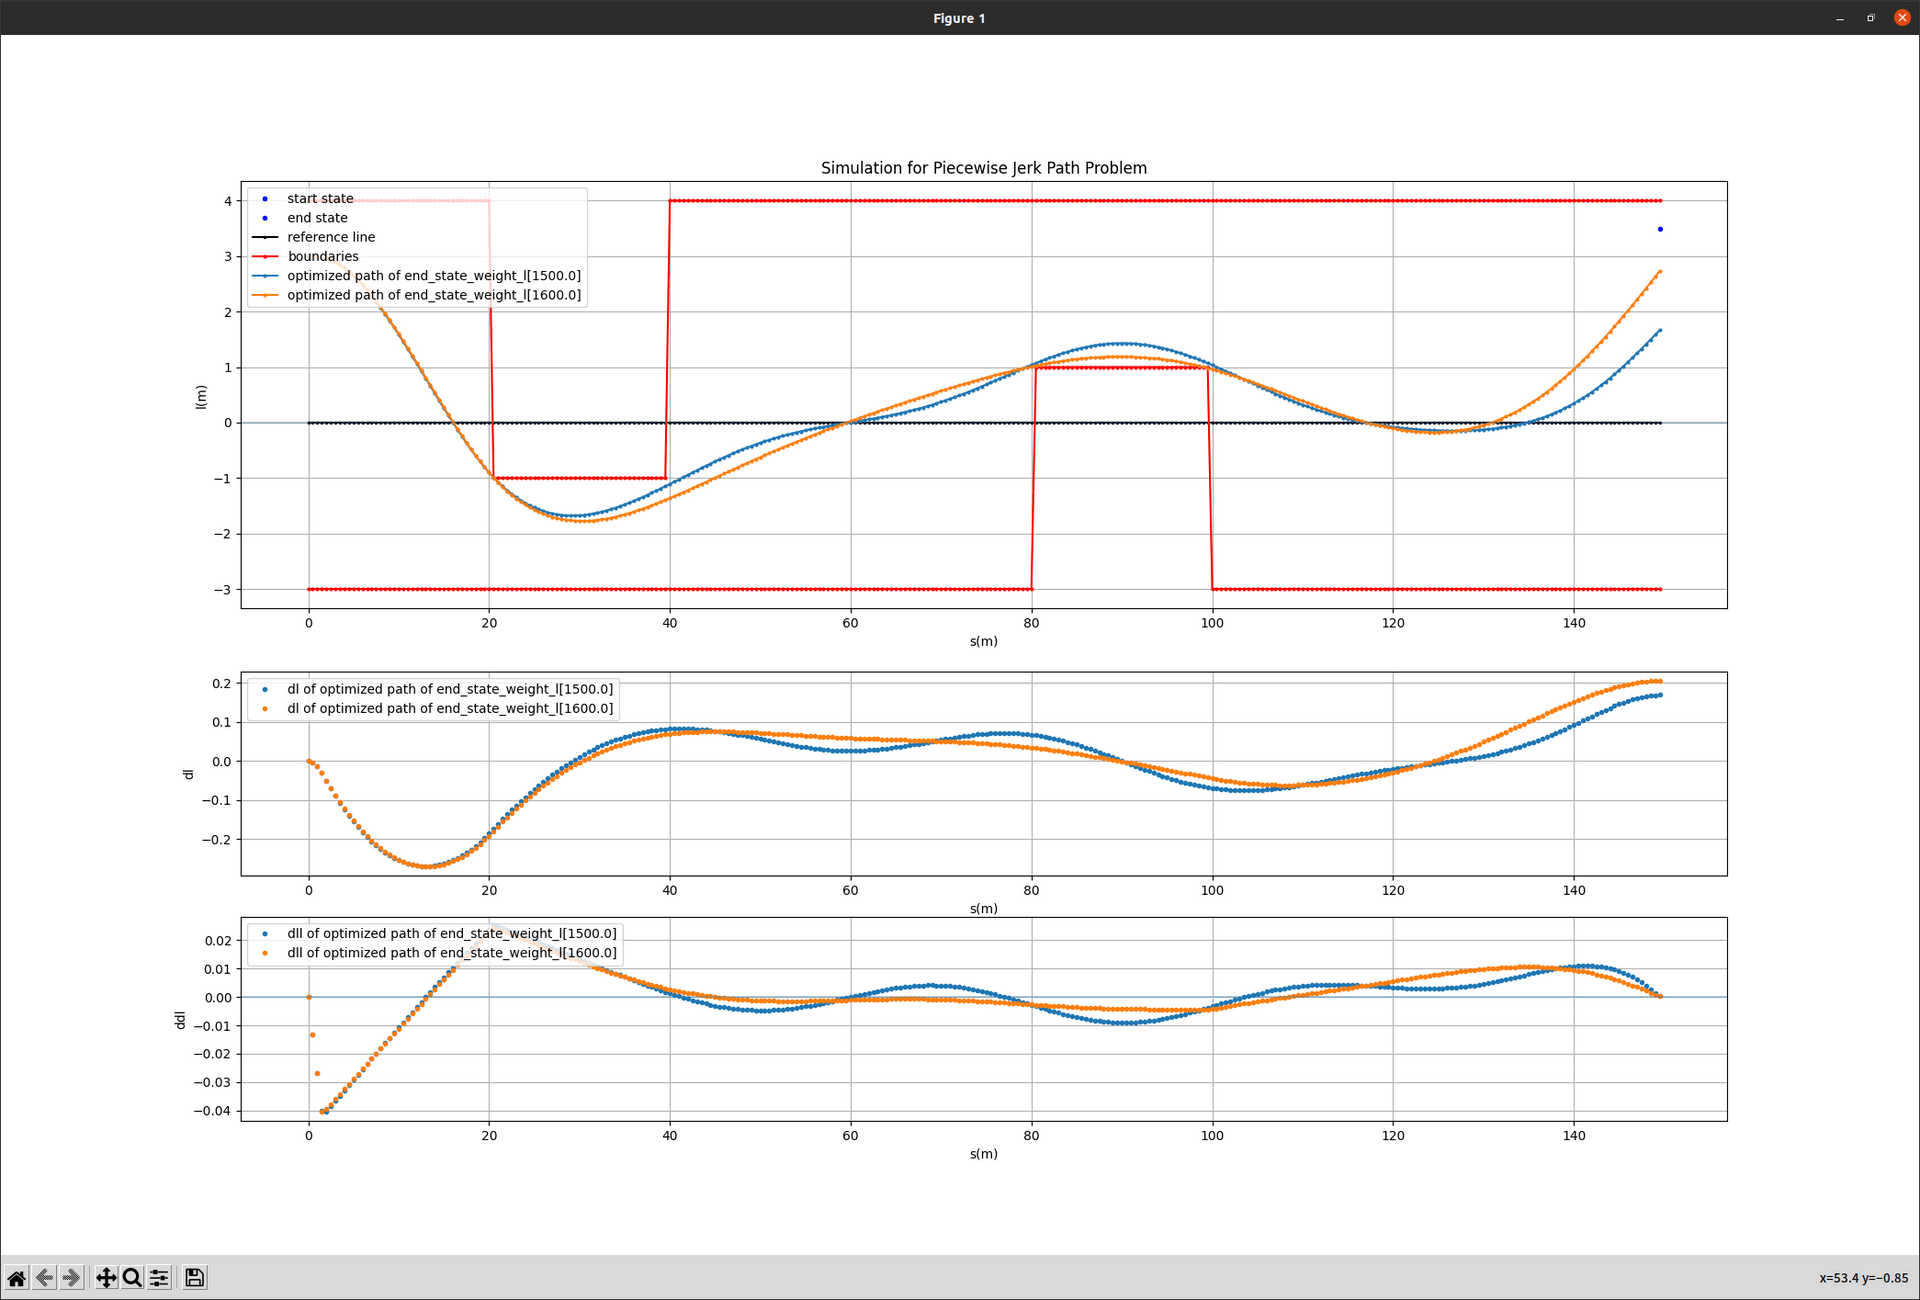 Figure 1
Simulation for Piecewise Jerk Path Problem
start state
end state
reference line
boundaries
optimized path of end_state_weight_l[1500.0]
optimized path of end_state_weight_l[1600.0]
4
3
2
1
0
−1
−2
−3
l(m)
0 20 40 60 80 100 120 140
s(m)
dl of optimized path of end_state_weight_l[1500.0]
dl of optimized path of end_state_weight_l[1600.0]
0.2
0.1
0.0
−0.1
−0.2
dl
0 20 40 60 80 100 120 140
s(m)
dll of optimized path of end_state_weight_l[1500.0]
dll of optimized path of end_state_weight_l[1600.0]
0.02
0.01
0.00
−0.01
−0.02
−0.03
−0.04
ddl
0 20 40 60 80 100 120 140
s(m)
x=53.4 y=−0.85